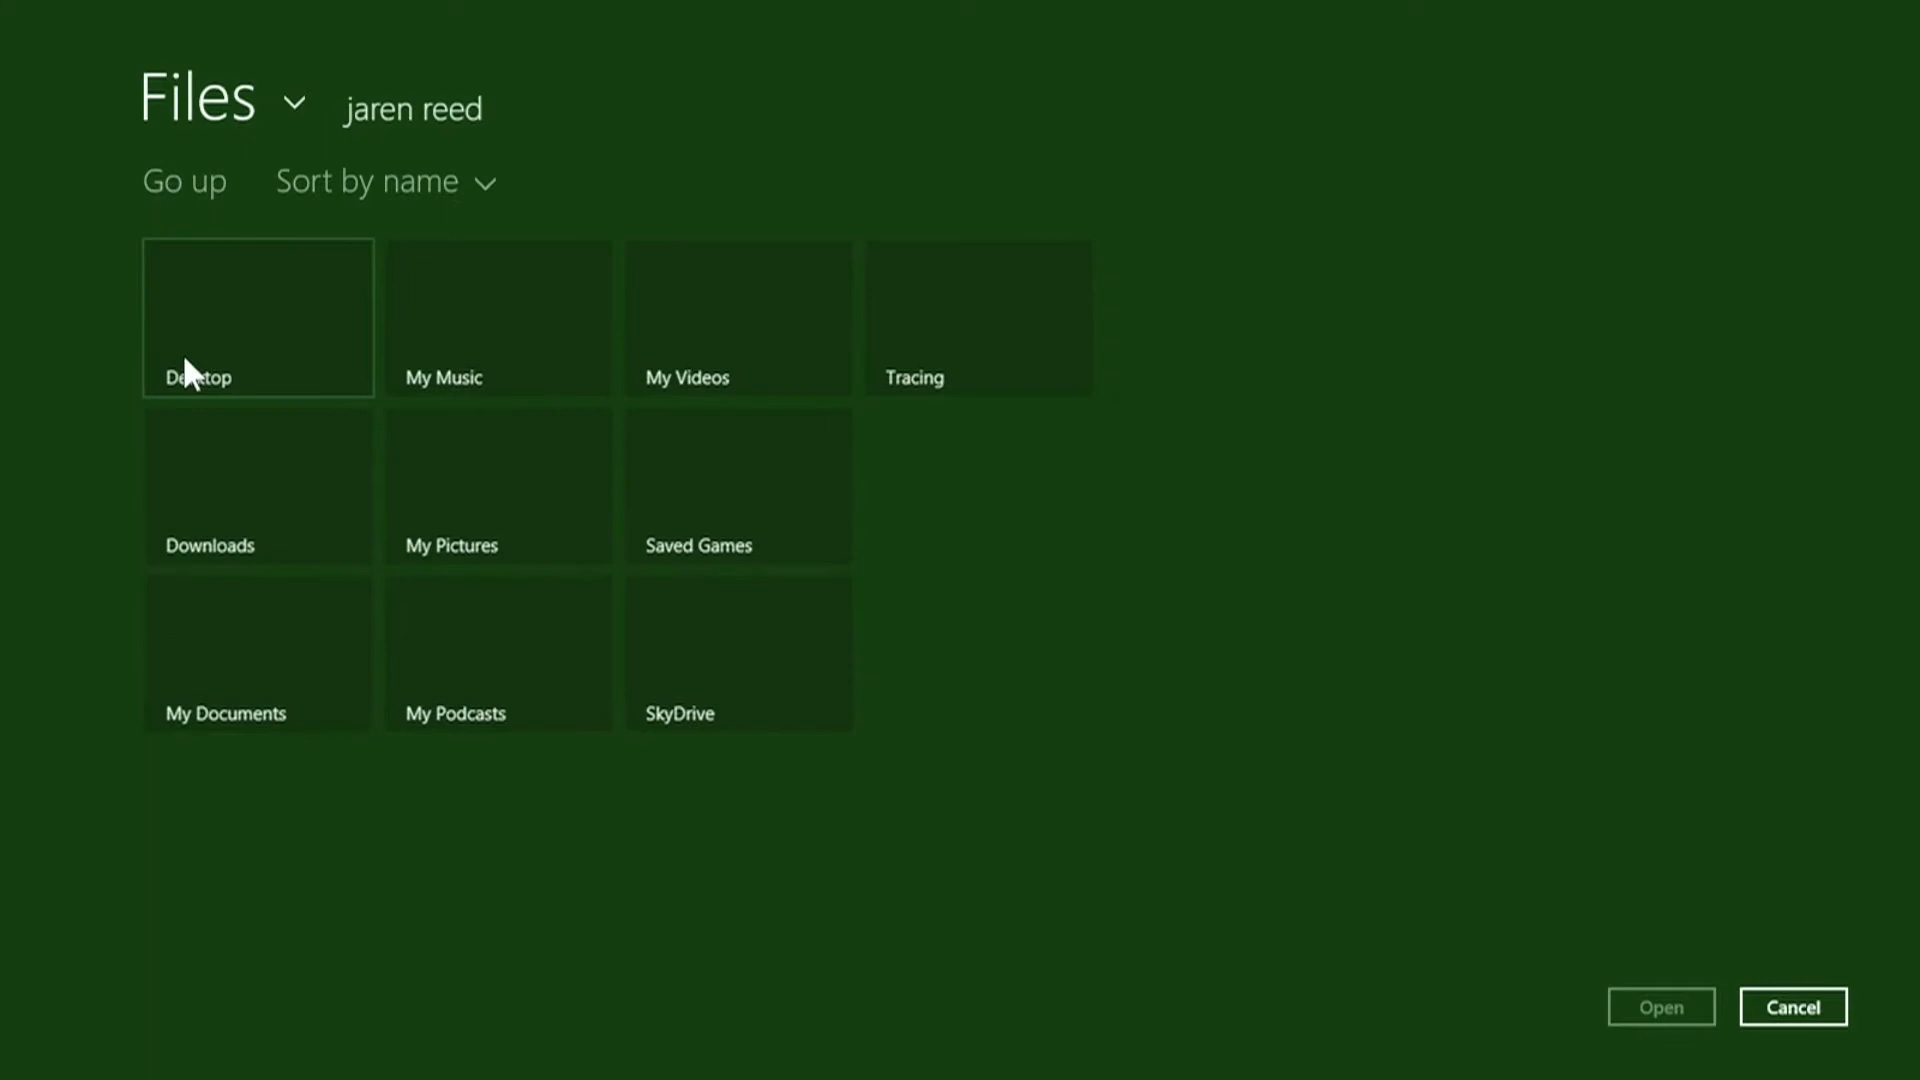 Files jaren reed
Go up Sort by name
Desktop My Music My Videos Tracing
Downloads My Pictures Saved Games
My Documents My Podcasts SkyDrive
Open Cancel